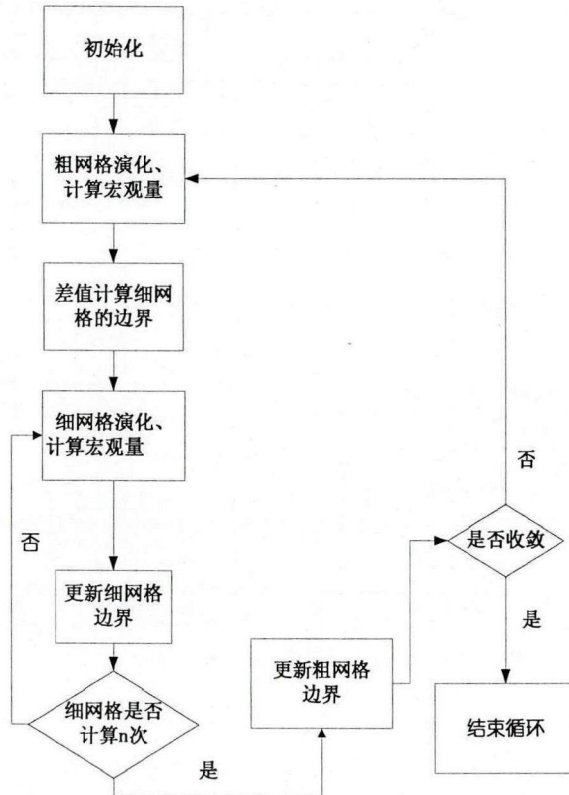 初始化
粗网格演化、
计算宏观量
差值计算细网
格的边界
细网格演化、
计算宏观量
否
否
是否收敛
更新细网格
边界
是
更新粗网格
边界
细网格是否
计算n次
结束循环
是